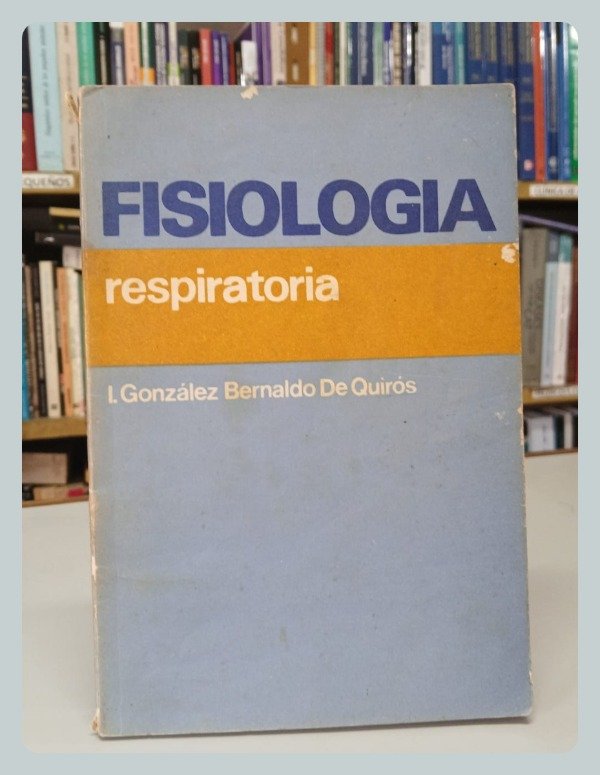 FISIOLOGIA
respiratoria
I. González Bernaldo De Quirós